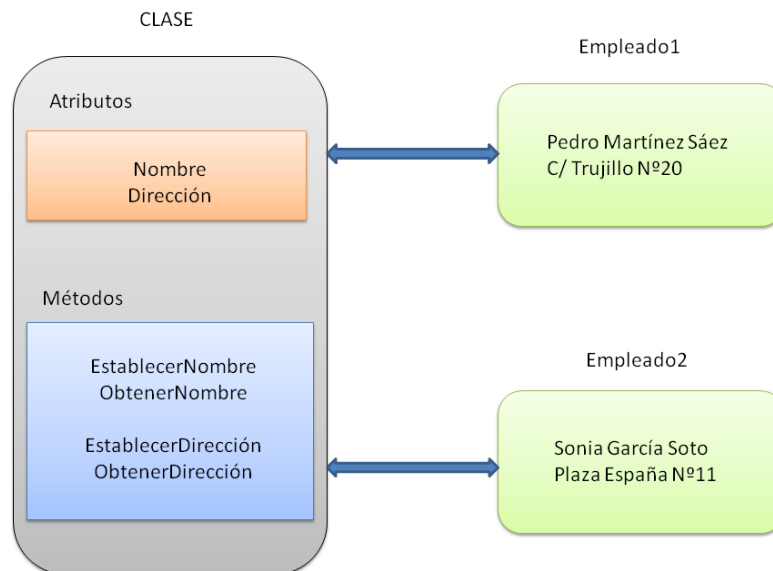 CLASE
Atributos
Nombre
Dirección
Métodos
EstablecerNombre
ObtenerNombre
EstablecerDirección
ObtenerDirección
Empleado1
Pedro Martínez Sáez
C/ Trujillo Nº20
Empleado2
Sonia García Soto
Plaza España Nº11